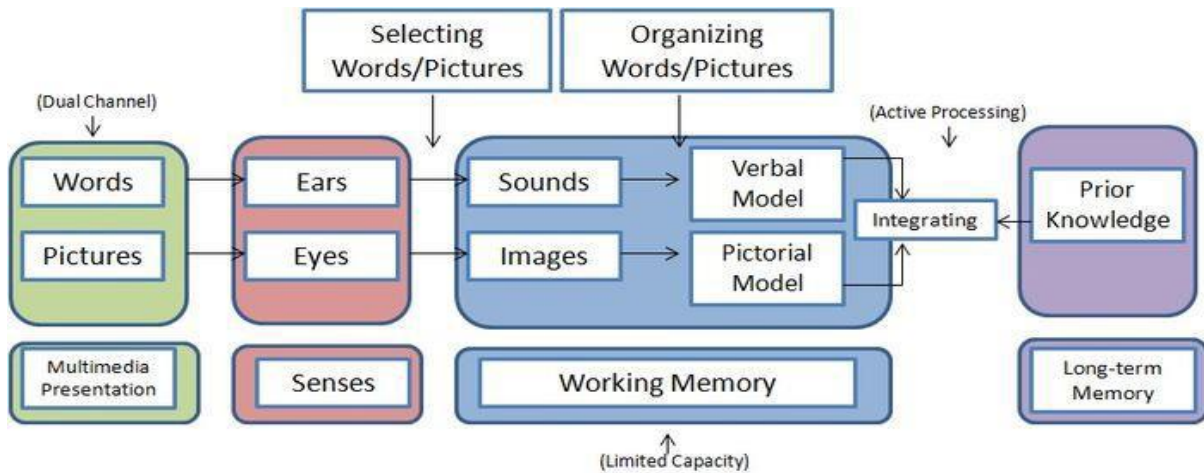 Selecting
Words/Pictures
Organizing
Words/Pictures
(Dual Channel)
(Active Processing)
Words
Ears
Sounds
Verbal
Model
Prior
Knowledge
Integrating
Pictures
Eyes
Images
Pictorial
Model
Multimedia
Presentation
Senses
Working Memory
Long-term
Memory
(Limited Capacity)